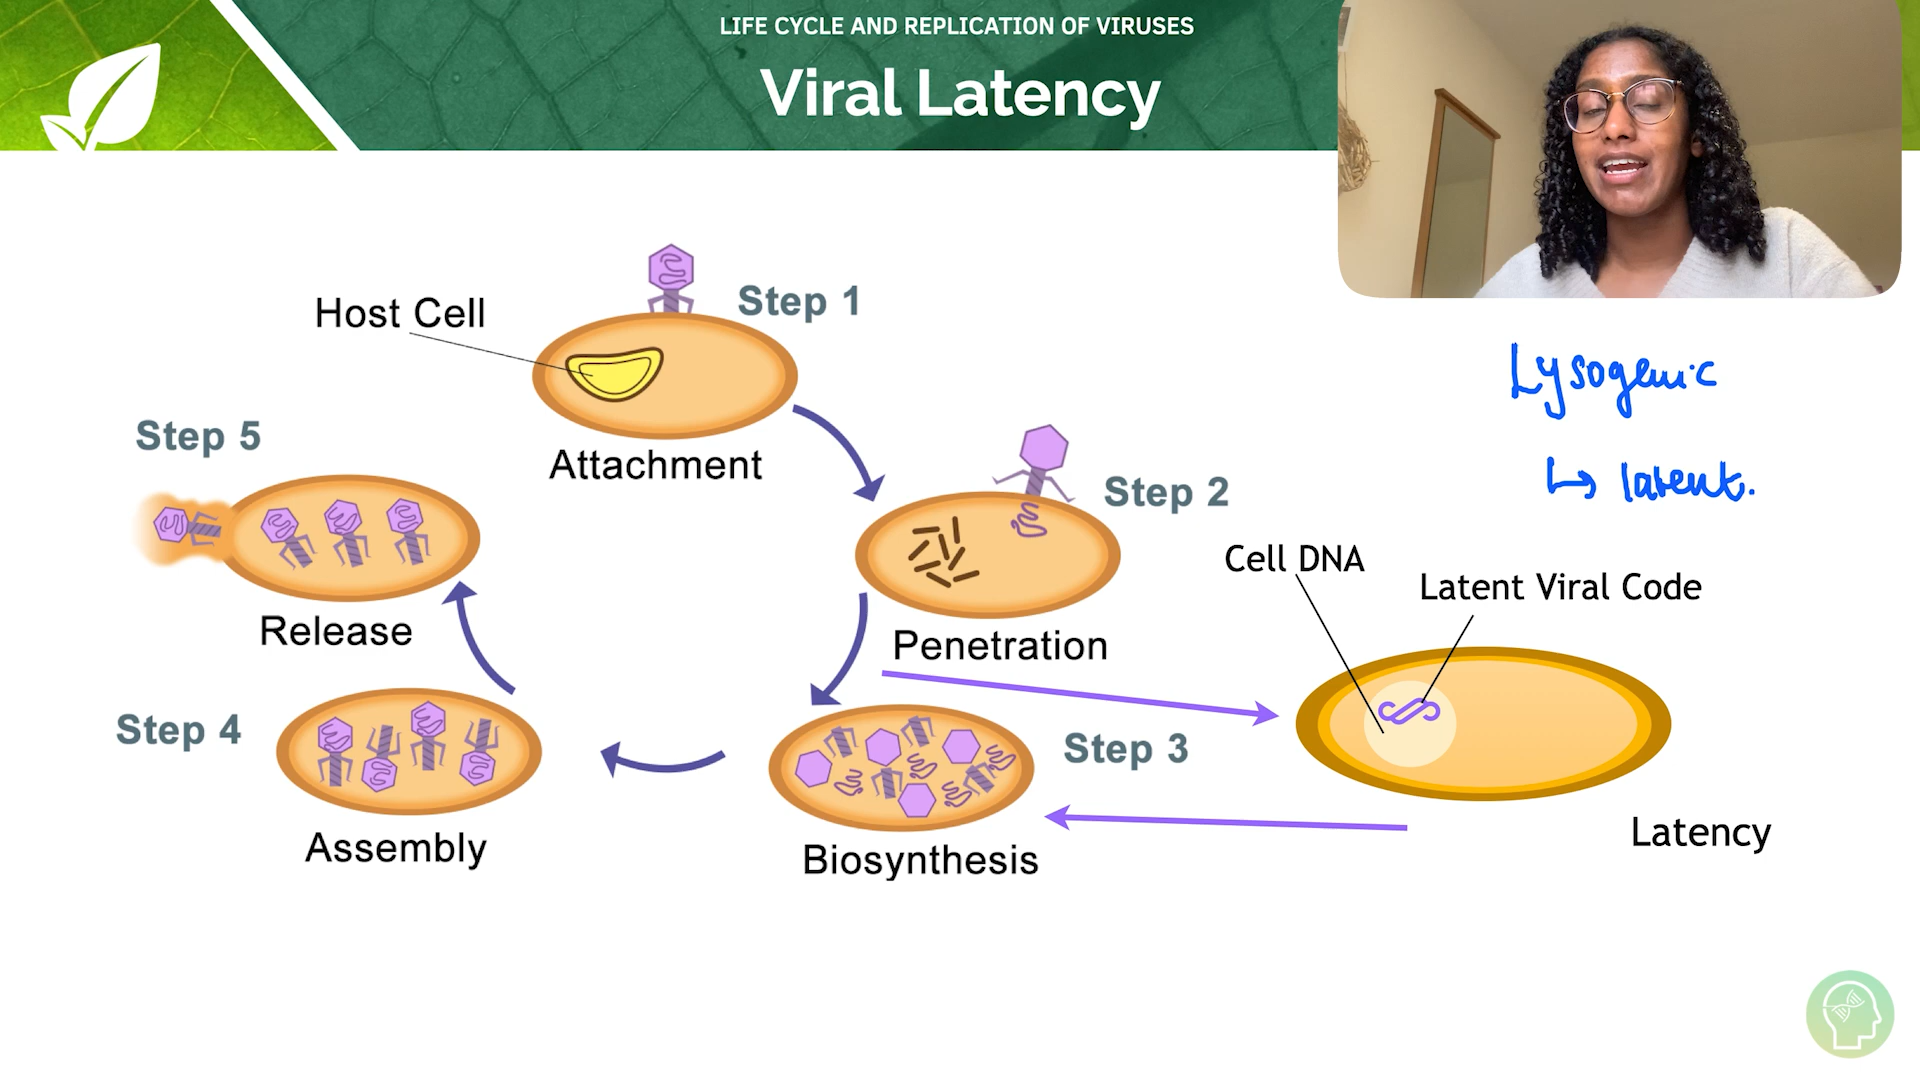 LIFE CYCLE AND REPLICATION OF VIRUSES
Viral Latency
Host Cell
Step 1
Attachment
Step 5
Release
Step 2
Penetration
Lysogenic
↳ latent.
Cell DNA
Latent Viral Code
Step 4
Assembly
Step 3
Biosynthesis
Latency